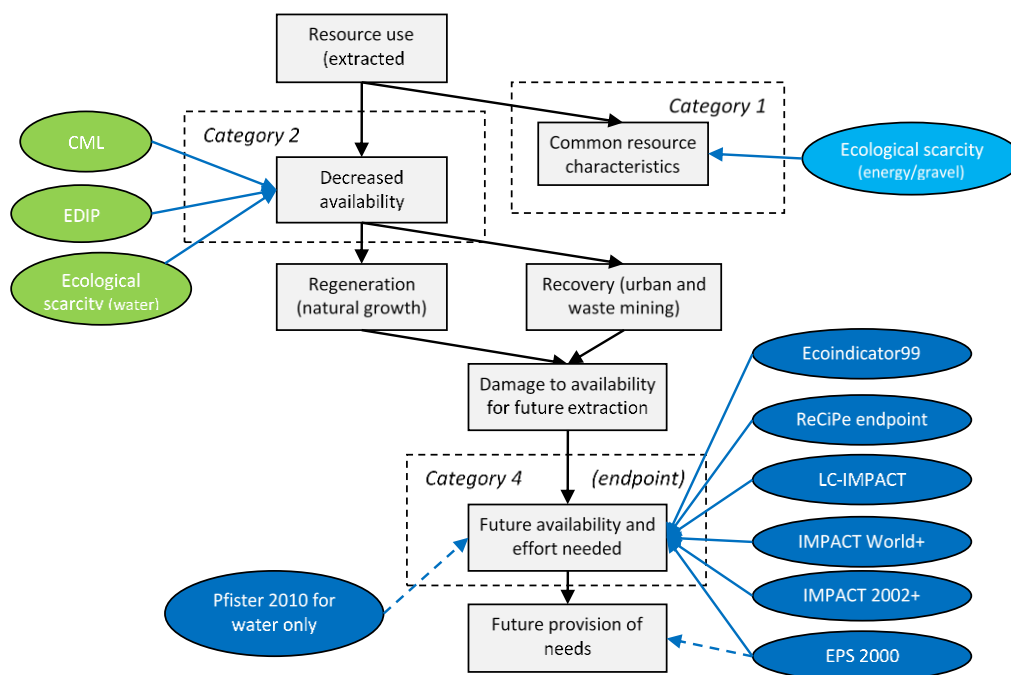 Resource use
(extracted
Category 1
Category 2
CML
Common resource
characteristics
Ecological scarcity
(energy/gravel)
Decreased
availability
EDIP
Ecological
scarcity (water)
Regeneration
(natural growth)
Recovery (urban and
waste mining)
Ecoindicator99
Damage to availability
for future extraction
ReCiPe endpoint
Category 4 (endpoint)
LC-IMPACT
Future availability and
effort needed
IMPACT World+
Pfister 2010 for
water only
IMPACT 2002+
Future provision of
needs
EPS 2000